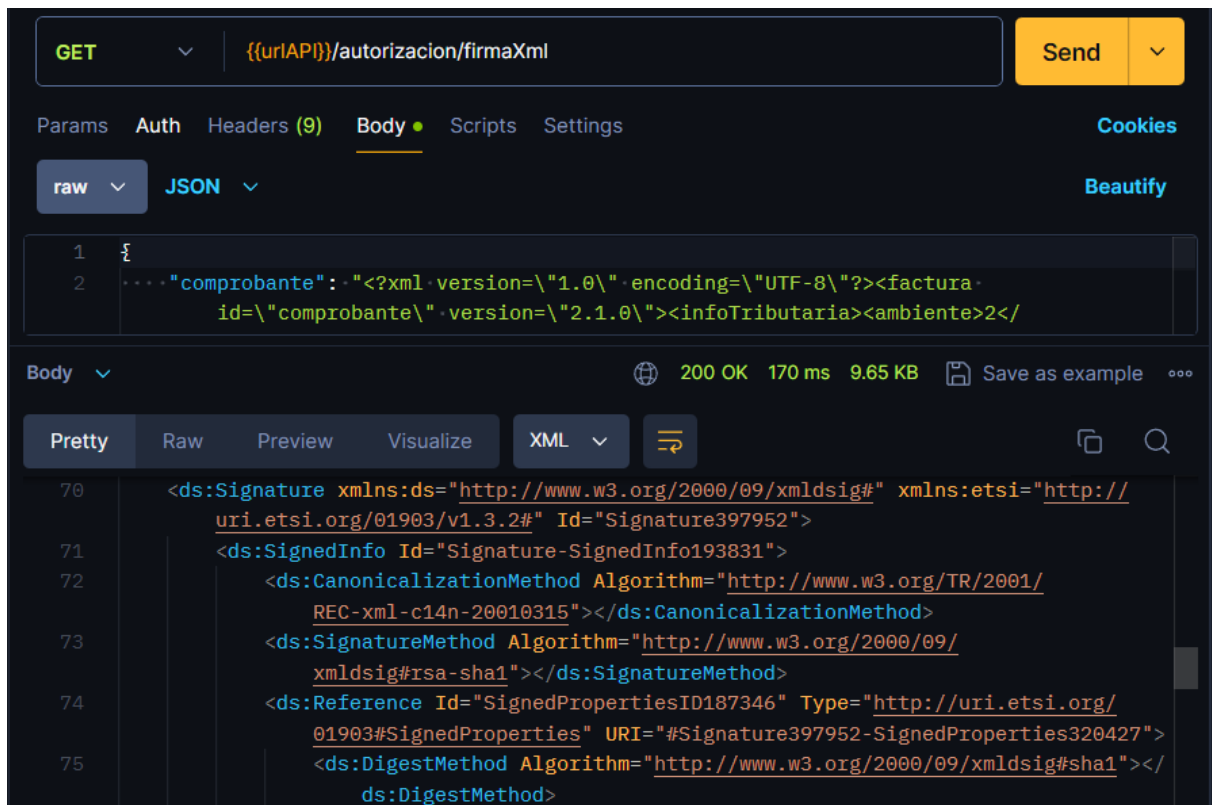 GET {{urlAPI}}/autorizacion/firmaXml Send
Params Auth Headers (9) Body Scripts Settings Cookies
raw JSON Beautify
1 {
2 ····"comprobante":·"<?xml·version=\"1.0\"·encoding=\"UTF-8\"?><factura·
id=\"comprobante\"·version=\"2.1.0\"><infoTributaria><ambiente>2</
Body 200 OK 170 ms 9.65 KB Save as example
Pretty Raw Preview Visualize XML
70 <ds:Signature xmlns:ds="http://www.w3.org/2000/09/xmldsig#" xmlns:etsi="http://
uri.etsi.org/01903/v1.3.2#" Id="Signature397952">
71 <ds:SignedInfo Id="Signature-SignedInfo193831">
72 <ds:CanonicalizationMethod Algorithm="http://www.w3.org/TR/2001/
REC-xml-c14n-20010315"></ds:CanonicalizationMethod>
73 <ds:SignatureMethod Algorithm="http://www.w3.org/2000/09/
xmldsig#rsa-sha1"></ds:SignatureMethod>
74 <ds:Reference Id="SignedPropertiesID187346" Type="http://uri.etsi.org/
01903#SignedProperties" URI="#Signature397952-SignedProperties320427">
75 <ds:DigestMethod Algorithm="http://www.w3.org/2000/09/xmldsig#sha1"></
ds:DigestMethod>